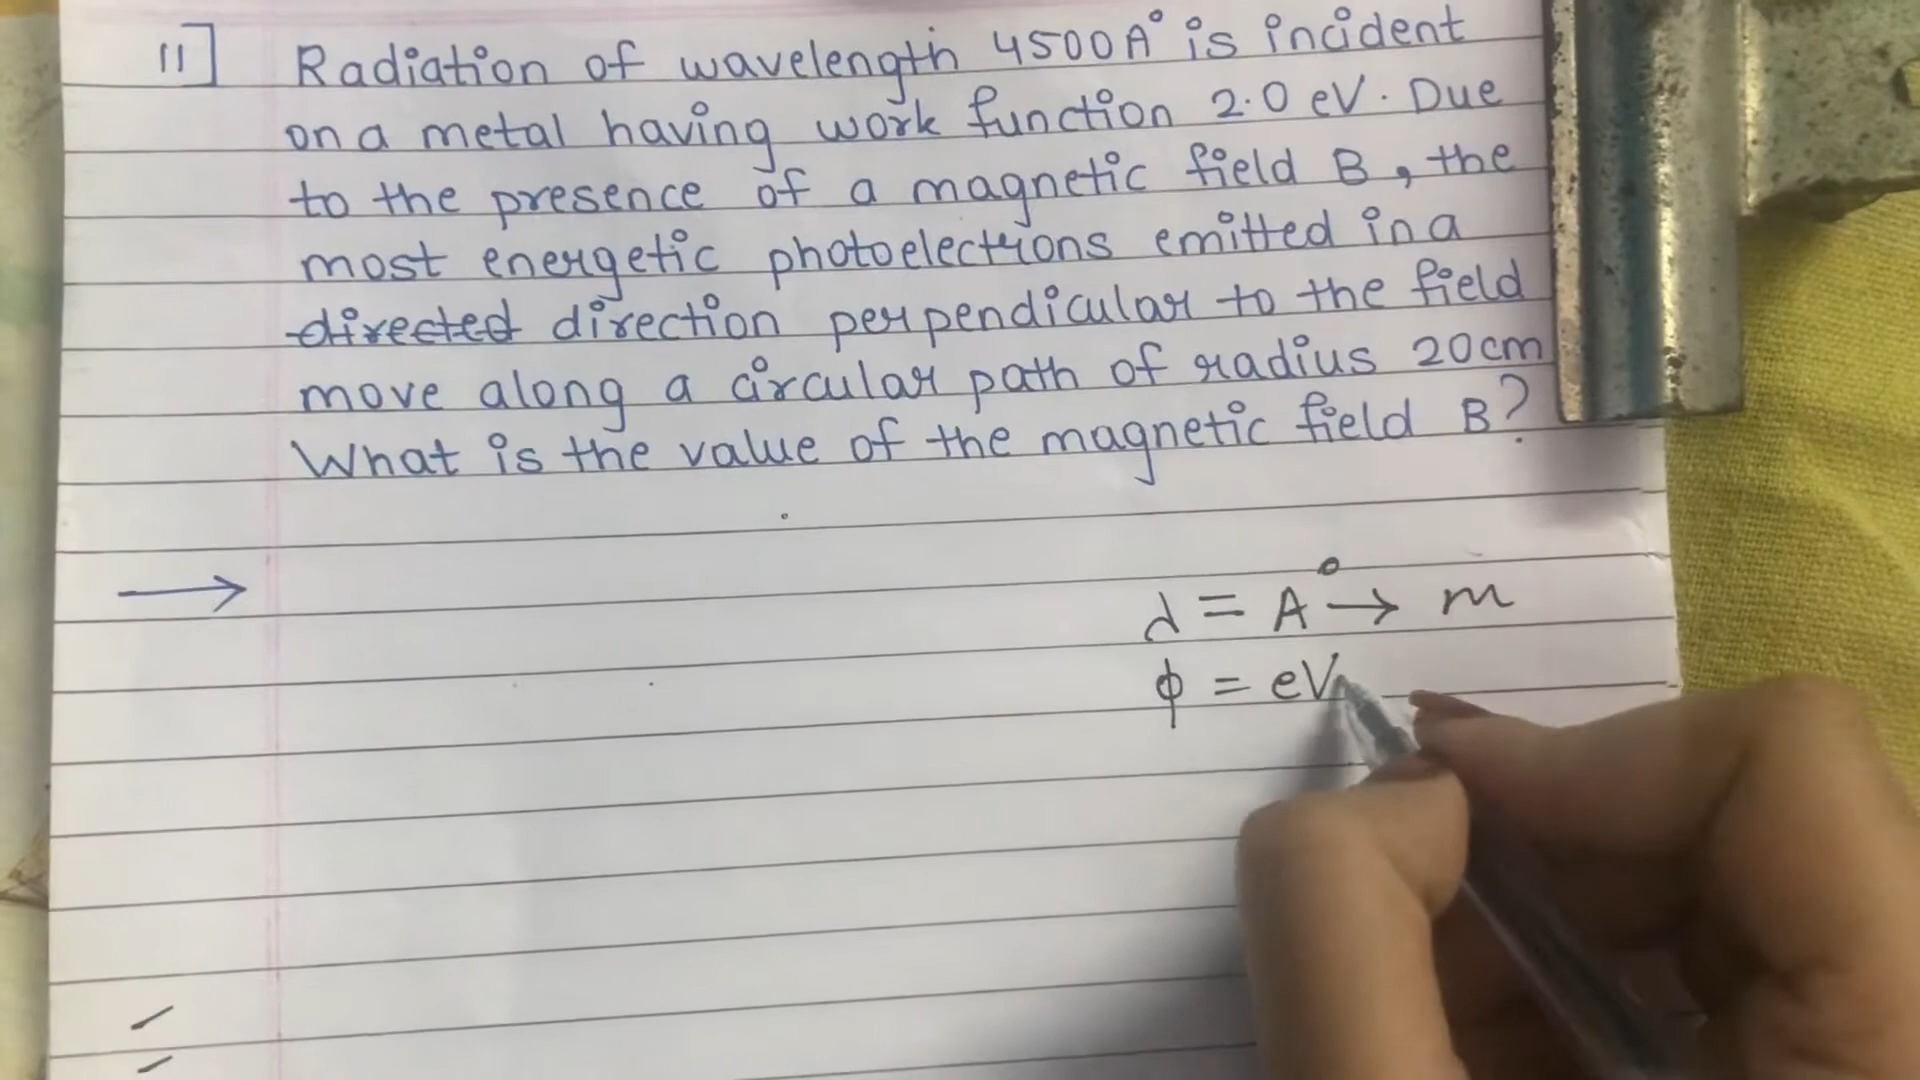 11] Radiation of wavelength 4500A° is incident
on a metal having work function 2.0 eV. Due
to the presence of a magnetic field B, the
most energetic photoelectrons emitted in a
directed direction perpendicular to the field
move along a circular path of radius 20cm
What is the value of the magnetic field B?
λ = A° → m
ϕ = eV